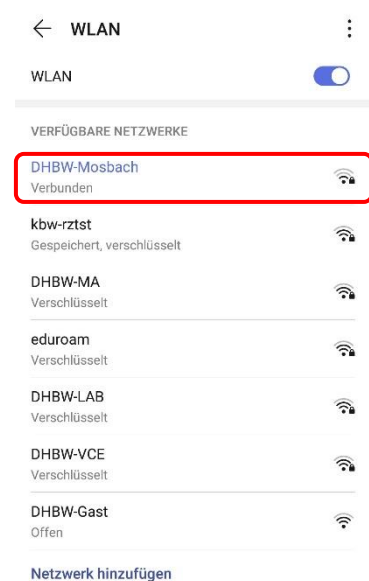 WLAN
WLAN
VERFÜGBARE NETZWERKE
DHBW-Mosbach
Verbunden
kbw-rztst
Gespeichert, verschlüsselt
DHBW-MA
Verschlüsselt
eduroam
Verschlüsselt
DHBW-LAB
Verschlüsselt
DHBW-VCE
Verschlüsselt
DHBW-Gast
Offen
Netzwerk hinzufügen